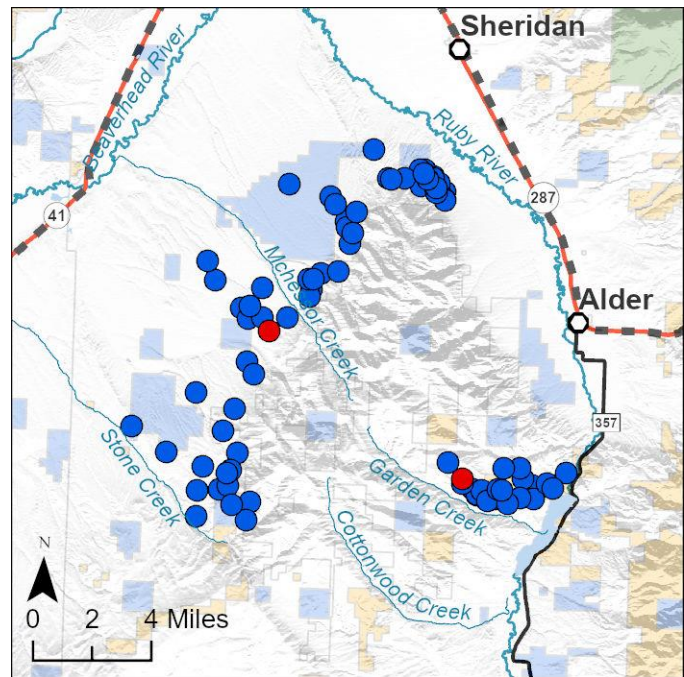 Sheridan
Beaverhead River
Ruby River
287
41
Mchessor Creek
Alder
357
Stone Creek
Garden Creek
Cottonwood Creek
N
0 2 4 Miles